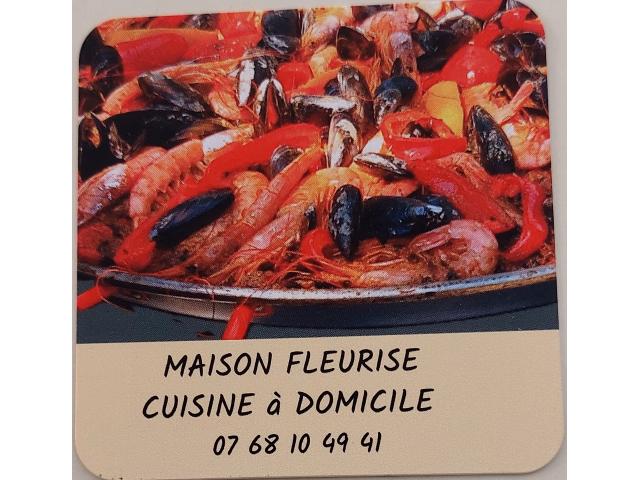 MAISON FLEURISE
CUISINE à DOMICILE
07 68 10 49 41